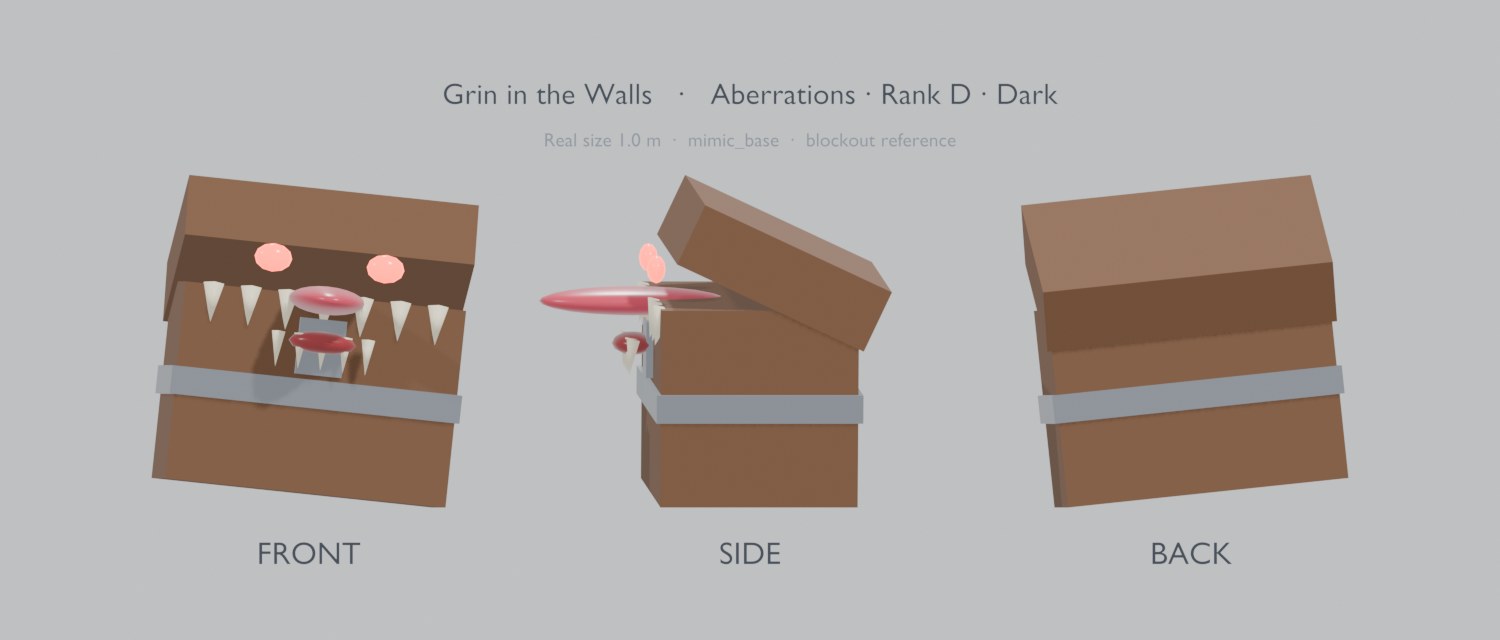 Grin in the Walls · Aberrations · Rank D · Dark
Real size 1.0 m · mimic_base · blockout reference
FRONT SIDE BACK